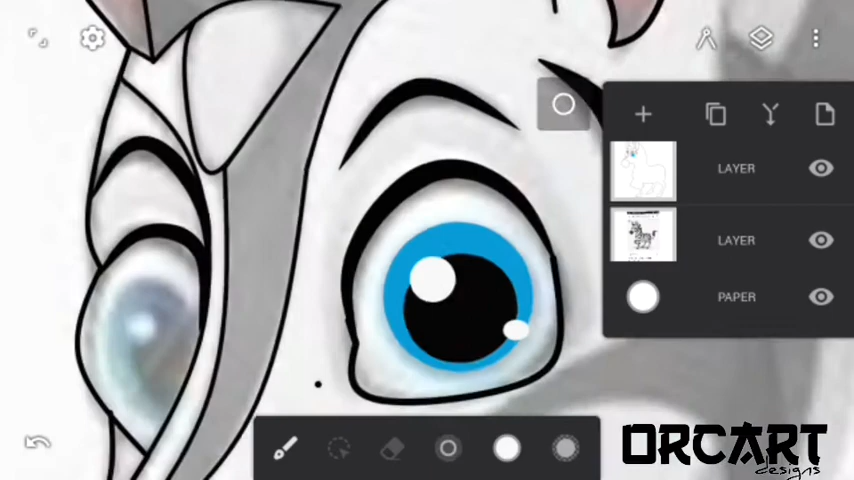 LAYER
LAYER
PAPER
ORCART
designs